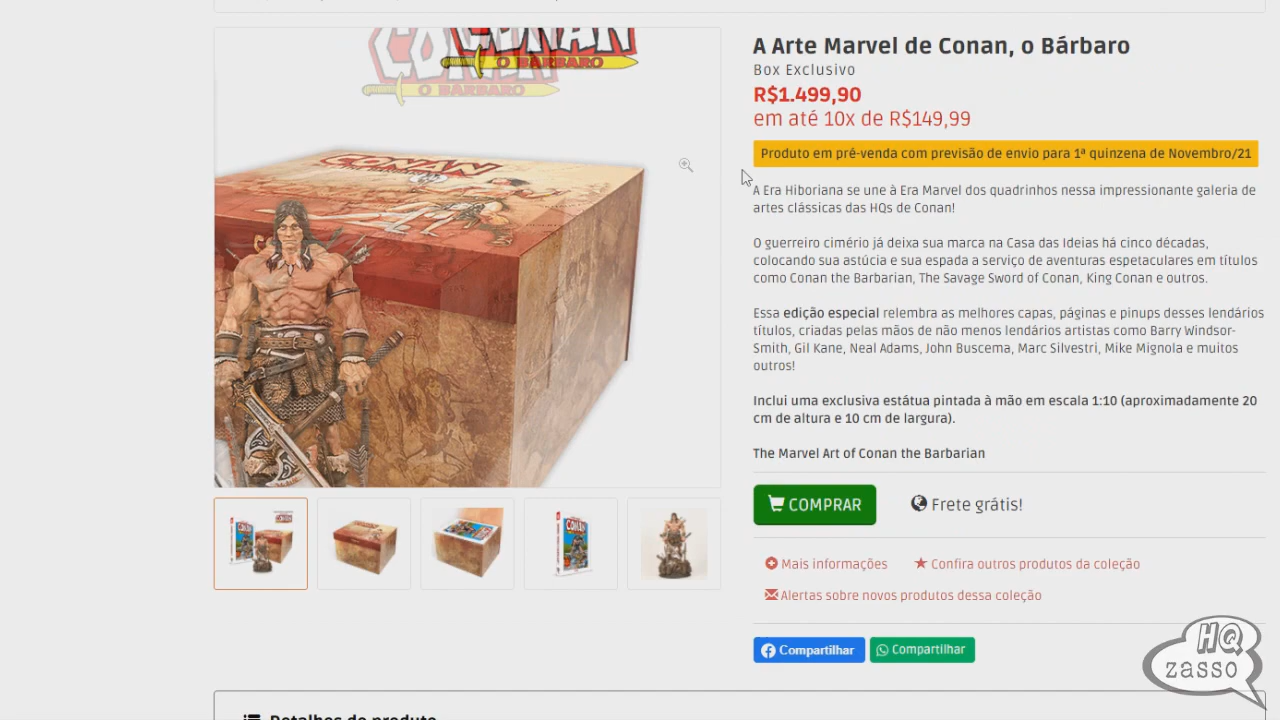 CONAN
O BÁRBARO
CONAN
O BÁRBARO
CONAN
A Arte Marvel de Conan, o Bárbaro
Box Exclusivo
R$1.499,90
em até 10x de R$149,99
Produto em pré-venda com previsão de envio para 1ª quinzena de Novembro/21
A Era Hiboriana se une à Era Marvel dos quadrinhos nessa impressionante galeria de
artes clássicas das HQs de Conan!
O guerreiro cimério já deixa sua marca na Casa das Ideias há cinco décadas,
colocando sua astúcia e sua espada a serviço de aventuras espetaculares em títulos
como Conan the Barbarian, The Savage Sword of Conan, King Conan e outros.
Essa edição especial relembra as melhores capas, páginas e pinups desses lendários
títulos, criadas pelas mãos de não menos lendários artistas como Barry Windsor-
Smith, Gil Kane, Neal Adams, John Buscema, Marc Silvestri, Mike Mignola e muitos
outros!
Inclui uma exclusiva estátua pintada à mão em escala 1:10 (aproximadamente 20
cm de altura e 10 cm de largura).
The Marvel Art of Conan the Barbarian
COMPRAR
Frete grátis!
Mais informações
Confira outros produtos da coleção
Alertas sobre novos produtos dessa coleção
Compartilhar
Compartilhar
CONAN
HQ
zasso
Detalhes do produto